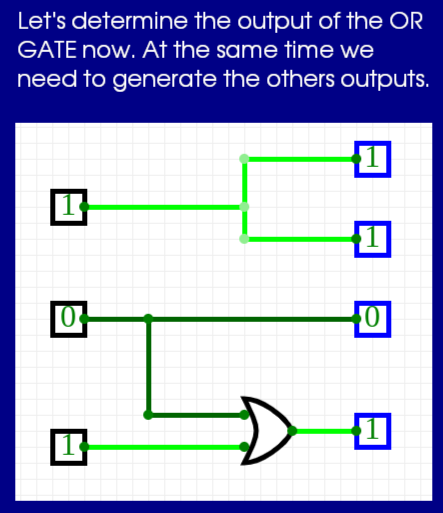 Let's determine the output of the OR
GATE now. At the same time we
need to generate the others outputs.
1
1
1
0
0
1
1